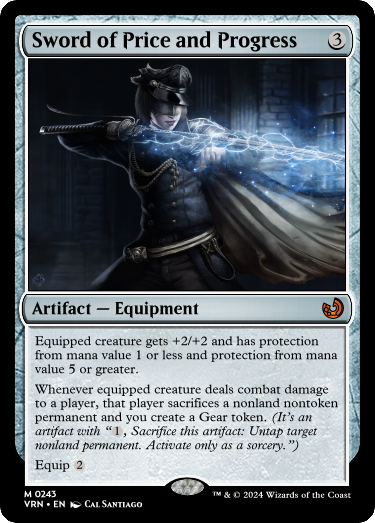 Sword of Price and Progress 3
Artifact — Equipment
Equipped creature gets +2/+2 and has protection
from mana value 1 or less and protection from mana
value 5 or greater.
Whenever equipped creature deals combat damage
to a player, that player sacrifices a nonland nontoken
permanent and you create a Gear token. (It's an
artifact with “1, Sacrifice this artifact: Untap target
nonland permanent. Activate only as a sorcery.”)
Equip 2
M 0243
VRN • EN CAL SANTIAGO
™ & © 2024 Wizards of the Coast